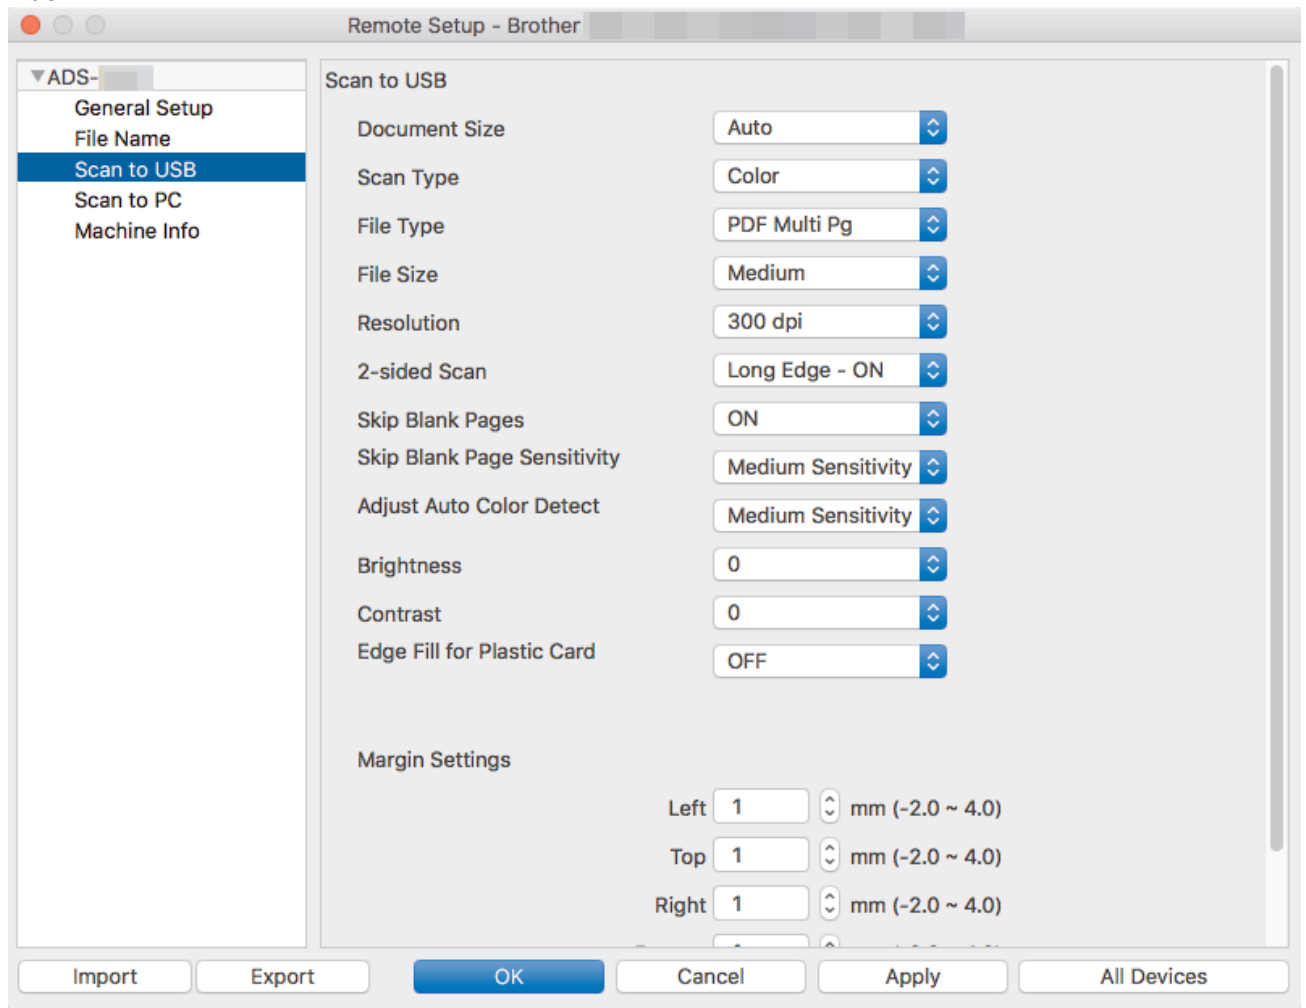 Remote Setup - Brother
ADS-
General Setup
File Name
Scan to USB
Scan to PC
Machine Info
Scan to USB
Document Size Auto
Scan Type Color
File Type PDF Multi Pg
File Size Medium
Resolution 300 dpi
2-sided Scan Long Edge - ON
Skip Blank Pages ON
Skip Blank Page Sensitivity Medium Sensitivity
Adjust Auto Color Detect Medium Sensitivity
Brightness 0
Contrast 0
Edge Fill for Plastic Card OFF
Margin Settings
Left 1 mm (-2.0 ~ 4.0)
Top 1 mm (-2.0 ~ 4.0)
Right 1 mm (-2.0 ~ 4.0)
Import Export OK Cancel Apply All Devices